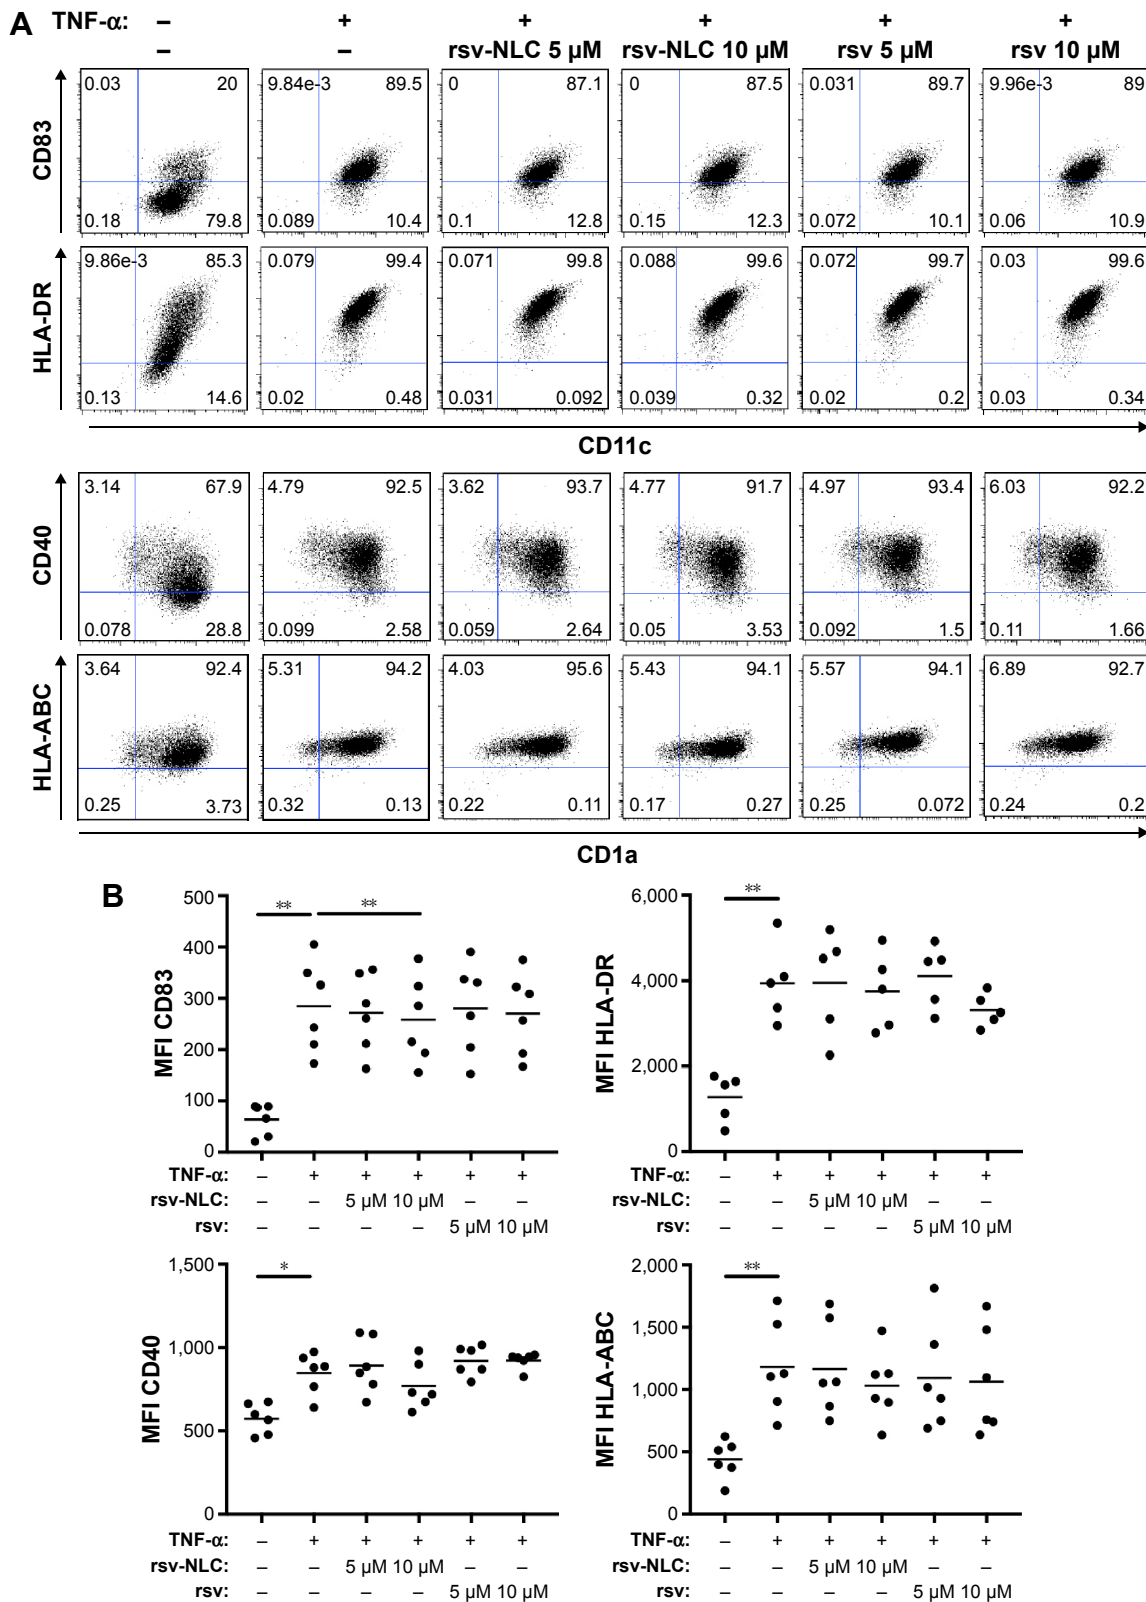 A
TNF-α: – + + + + +
– – rsv-NLC 5 μM rsv-NLC 10 μM rsv 5 μM rsv 10 μM
CD83
0.03 20 9.84e-3 89.5 0 87.1 0 87.5 0.031 89.7 9.96e-3 89
0.18 79.8 0.089 10.4 0.1 12.8 0.15 12.3 0.072 10.1 0.06 10.9
HLA-DR
9.86e-3 85.3 0.079 99.4 0.071 99.8 0.088 99.6 0.072 99.7 0.03 99.6
0.13 14.6 0.02 0.48 0.031 0.092 0.039 0.32 0.02 0.2 0.03 0.34
CD11c
CD40
3.14 67.9 4.79 92.5 3.62 93.7 4.77 91.7 4.97 93.4 6.03 92.2
0.078 28.8 0.099 2.58 0.059 2.64 0.05 3.53 0.092 1.5 0.11 1.66
HLA-ABC
3.64 92.4 5.31 94.2 4.03 95.6 5.43 94.1 5.57 94.1 6.89 92.7
0.25 3.73 0.32 0.13 0.22 0.11 0.17 0.27 0.25 0.072 0.24 0.2
CD1a
B
MFI CD83
500
400
300
200
100
0
** **
TNF-α: – + + + + +
rsv-NLC: – – 5 μM 10 μM – –
rsv: – – – – 5 μM 10 μM
MFI HLA-DR
6,000
4,000
2,000
0
**
TNF-α: – + + + + +
rsv-NLC: – – 5 μM 10 μM – –
rsv: – – – – 5 μM 10 μM
MFI CD40
1,500
1,000
500
0
*
TNF-α: – + + + + +
rsv-NLC: – – 5 μM 10 μM – –
rsv: – – – – 5 μM 10 μM
MFI HLA-ABC
2,000
1,500
1,000
500
0
**
TNF-α: – + + + + +
rsv-NLC: – – 5 μM 10 μM – –
rsv: – – – – 5 μM 10 μM